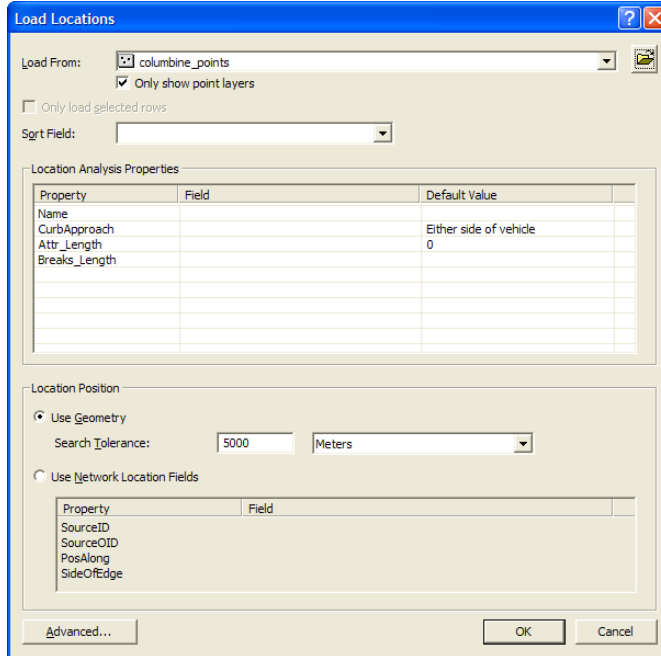 Load Locations
Load From: columbine_points
Only show point layers
Only load selected rows
Sort Field:
Location Analysis Properties
Property Field Default Value
Name
CurbApproach Either side of vehicle
Attr_Length 0
Breaks_Length
Location Position
Use Geometry
Search Tolerance: 5000 Meters
Use Network Location Fields
Property Field
SourceID
SourceOID
PosAlong
SideOfEdge
Advanced... OK Cancel